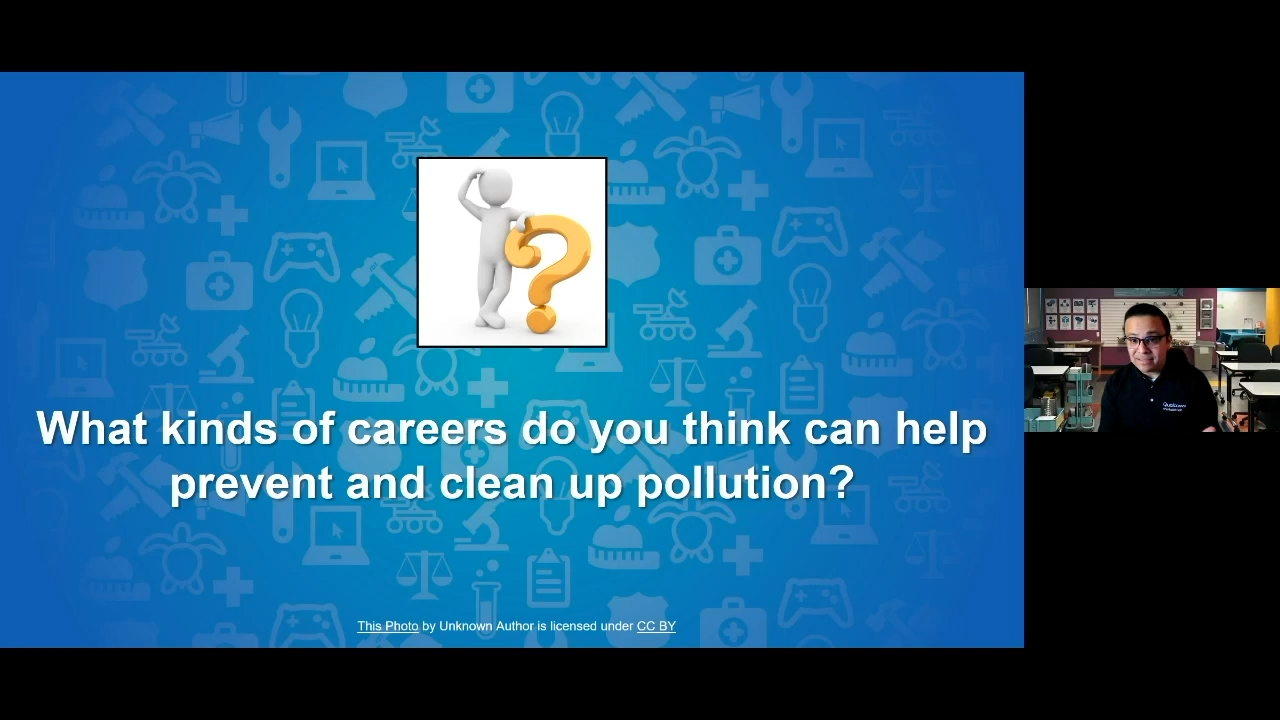 What kinds of careers do you think can help
prevent and clean up pollution?
This Photo by Unknown Author is licensed under CC BY
Qualcomm